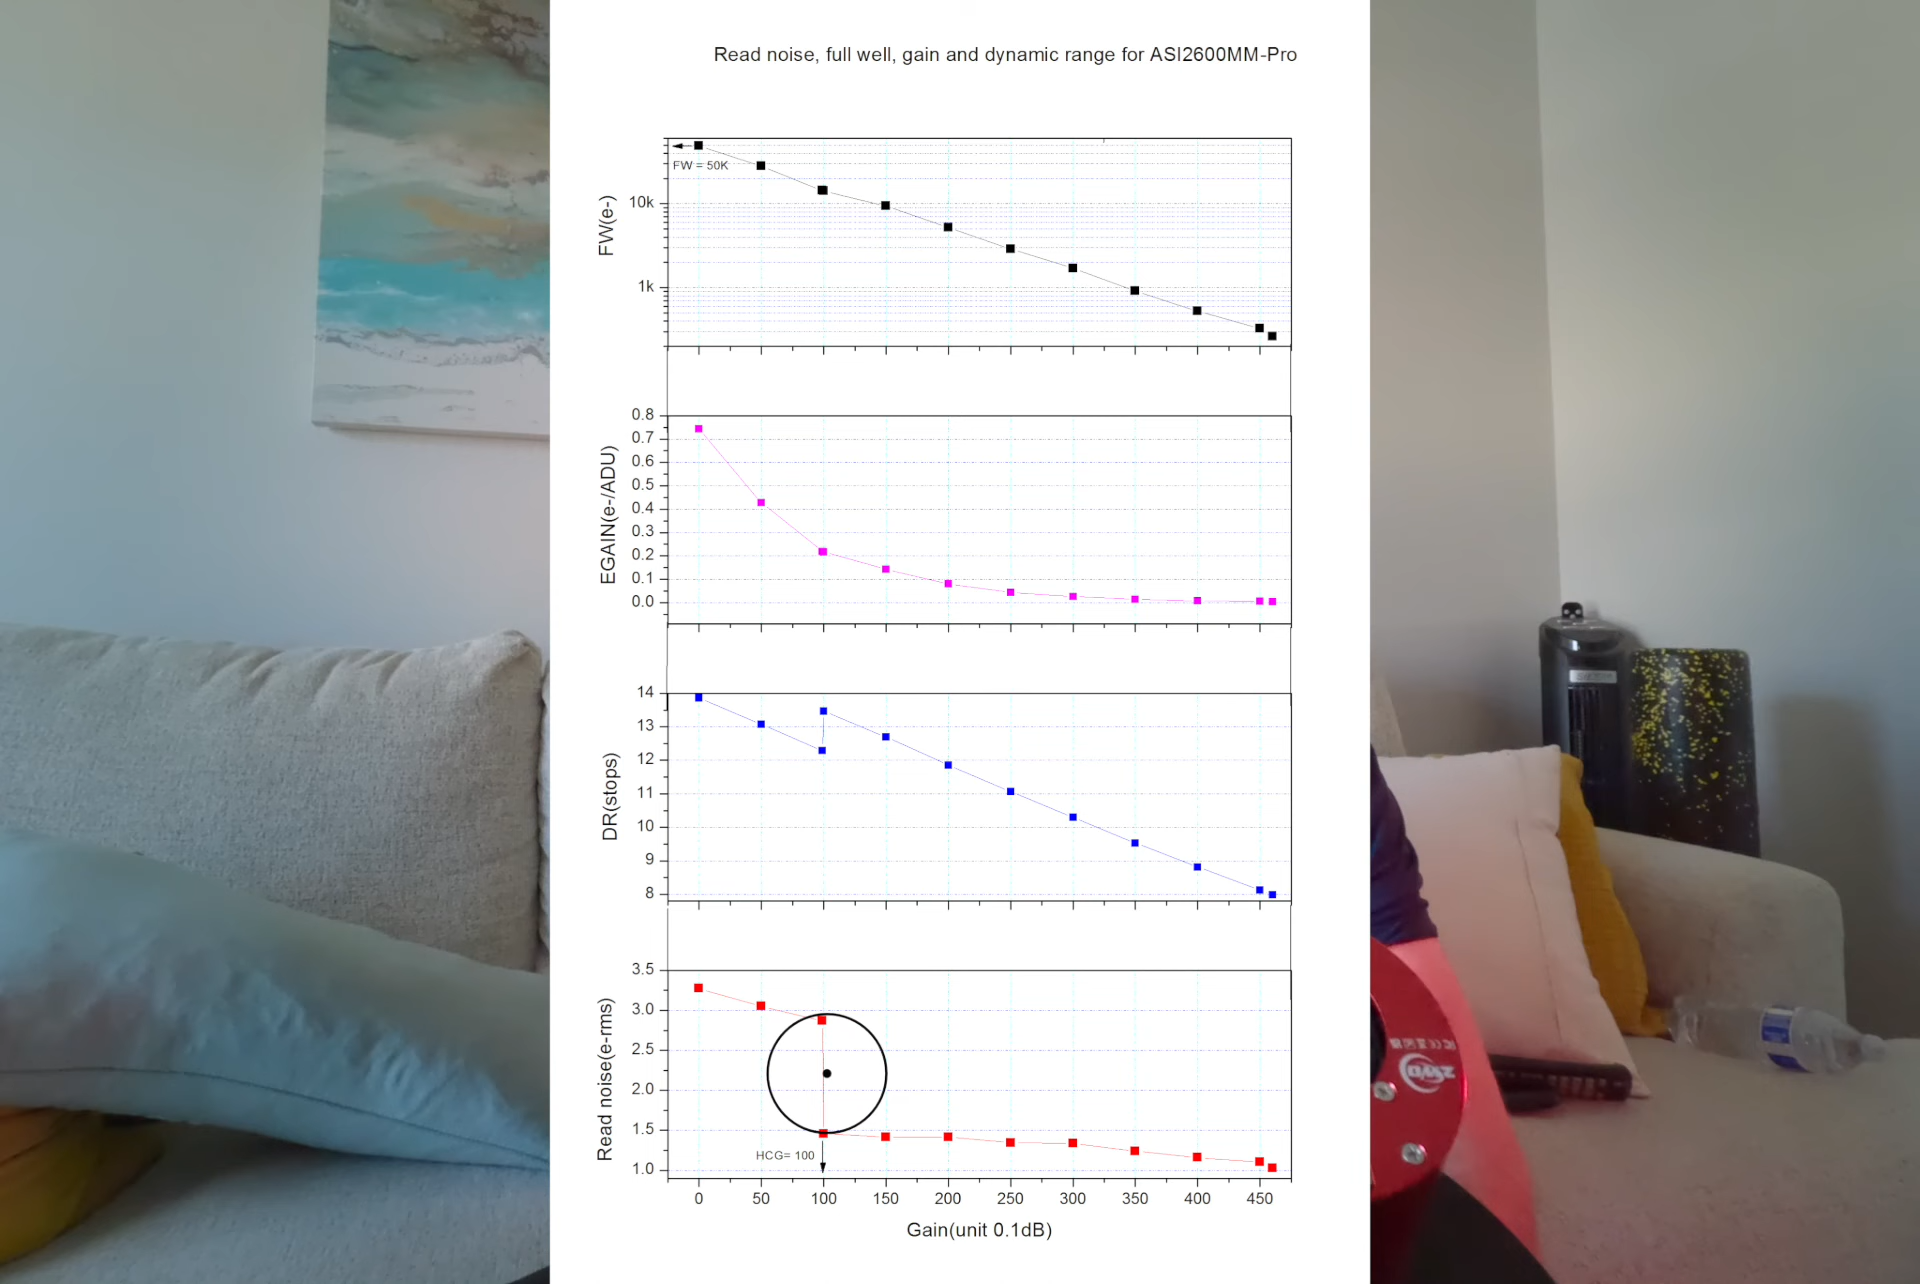 Read noise, full well, gain and dynamic range for ASI2600MM-Pro
FW(e-)
10k
1k
FW = 50K
EGAIN(e-/ADU)
0.8
0.7
0.6
0.5
0.4
0.3
0.2
0.1
0.0
DR(stops)
14
13
12
11
10
9
8
Read noise(e-rms)
3.5
3.0
2.5
2.0
1.5
1.0
HCG= 100
0 50 100 150 200 250 300 350 400 450
Gain(unit 0.1dB)
ZWO